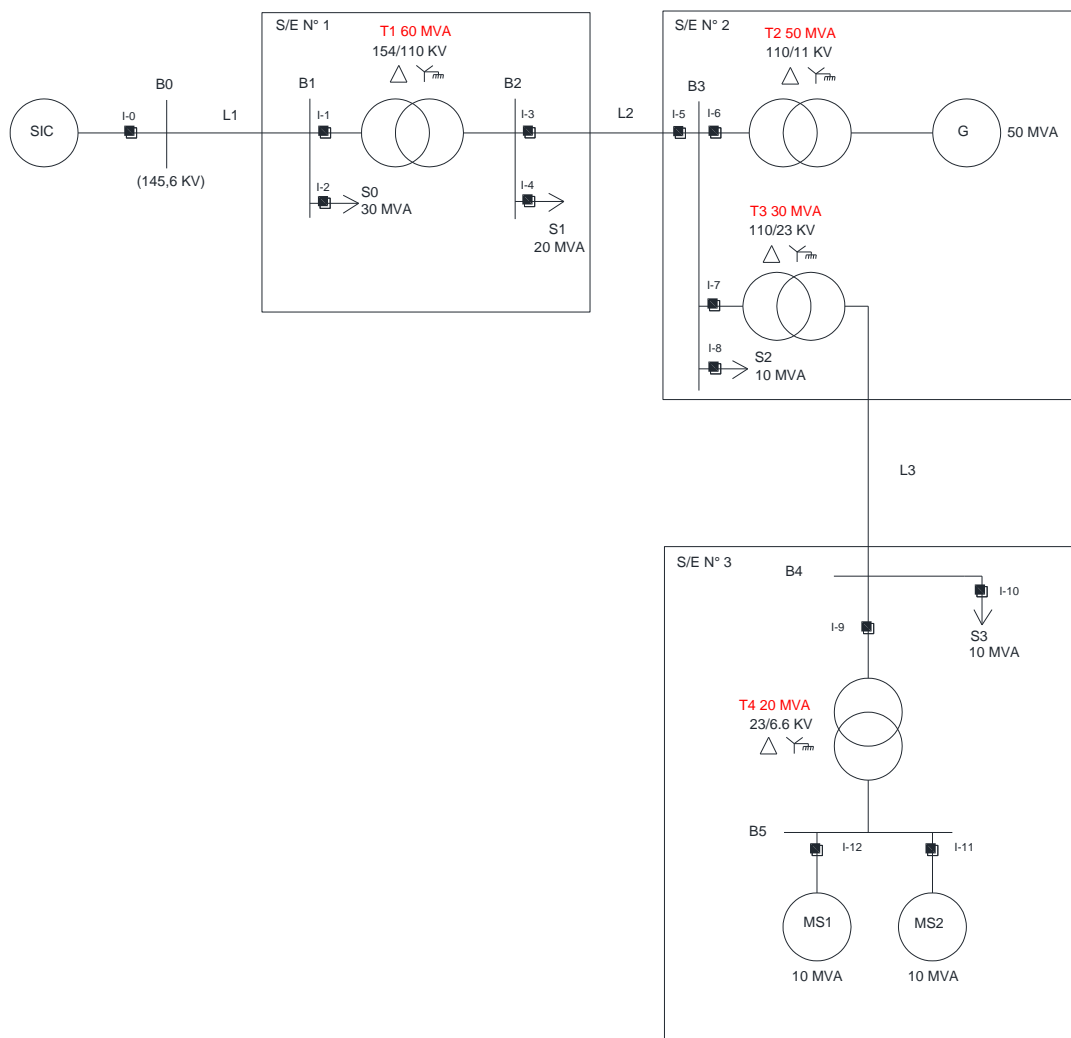 S/E N° 1
T1 60 MVA
154/110 KV
B0
B1
B2
SIC
I-0
L1
I-1
I-3
L2
(145,6 KV)
I-2
S0
30 MVA
I-4
S1
20 MVA
S/E N° 2
T2 50 MVA
110/11 KV
B3
I-5
I-6
G
50 MVA
T3 30 MVA
110/23 KV
I-7
I-8
S2
10 MVA
L3
S/E N° 3
B4
I-10
I-9
S3
10 MVA
T4 20 MVA
23/6.6 KV
B5
I-12
I-11
MS1
MS2
10 MVA
10 MVA